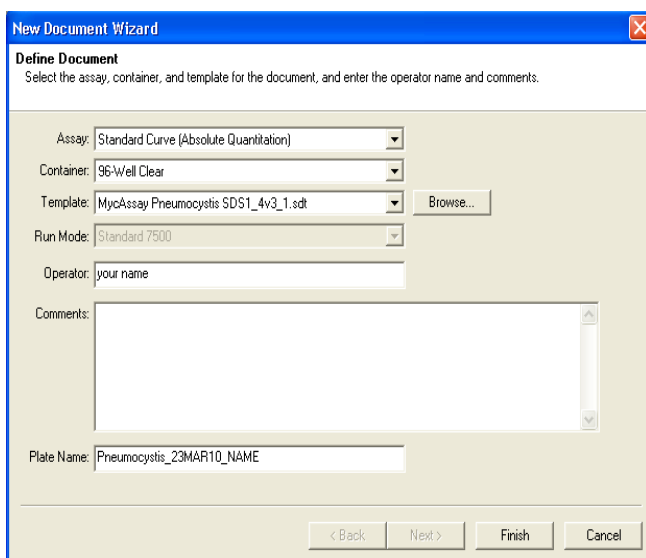 New Document Wizard
Define Document
Select the assay, container, and template for the document, and enter the operator name and comments.
Assay: Standard Curve (Absolute Quantitation)
Container: 96-Well Clear
Template: MycAssay Pneumocystis SDS1_4v3_1.sdt Browse...
Run Mode: Standard 7500
Operator: your name
Comments:
Plate Name: Pneumocystis_23MAR10_NAME
< Back Next > Finish Cancel